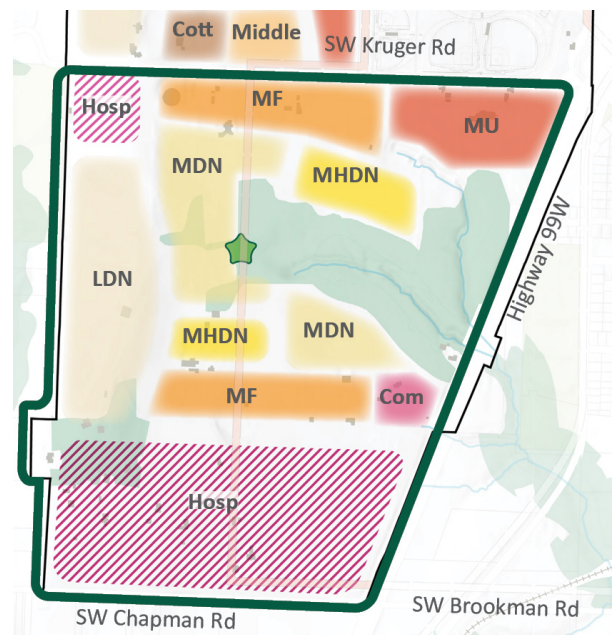 Cott
Middle
SW Kruger Rd
Hosp
MF
MU
MDN
MHDN
LDN
Highway 99W
MHDN
MDN
MF
Com
Hosp
SW Chapman Rd
SW Brookman Rd